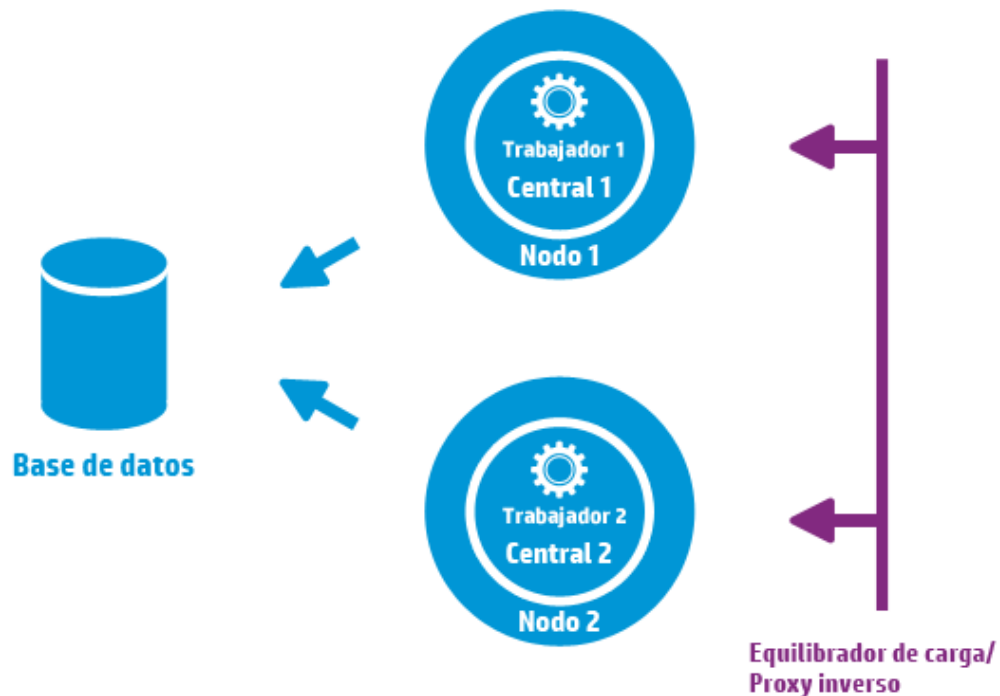 Trabajador 1
Central 1
Nodo 1
Base de datos
Trabajador 2
Central 2
Nodo 2
Equilibrador de carga/
Proxy inverso